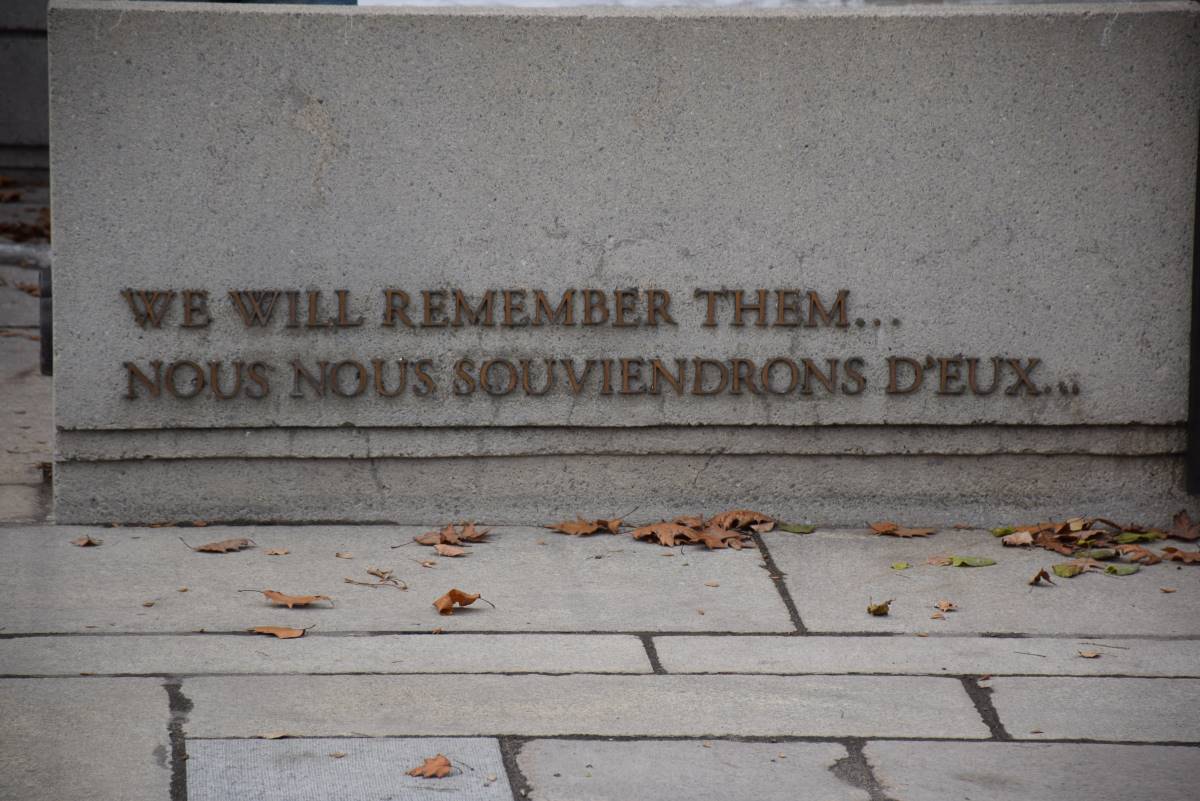 WE WILL REMEMBER THEM...
NOUS NOUS SOUVIENDRONS D'EUX...